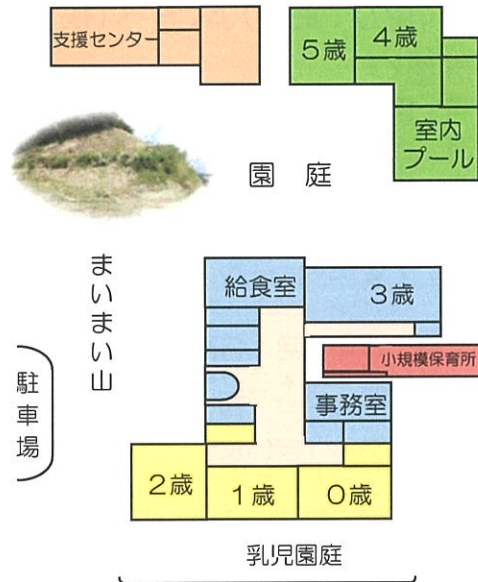 支援センター
5歳
4歳
室内
プール
園庭
まいまい山
給食室
3歳
小規模保育所
駐車場
事務室
2歳
1歳
0歳
乳児園庭